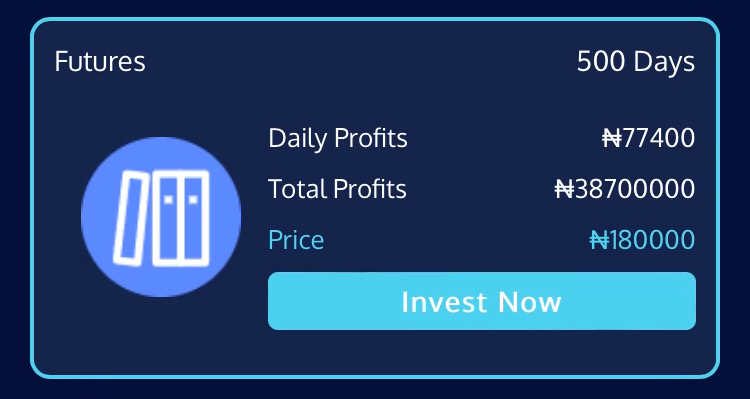 Futures 500 Days
Daily Profits ₦77400
Total Profits ₦38700000
Price ₦180000
Invest Now